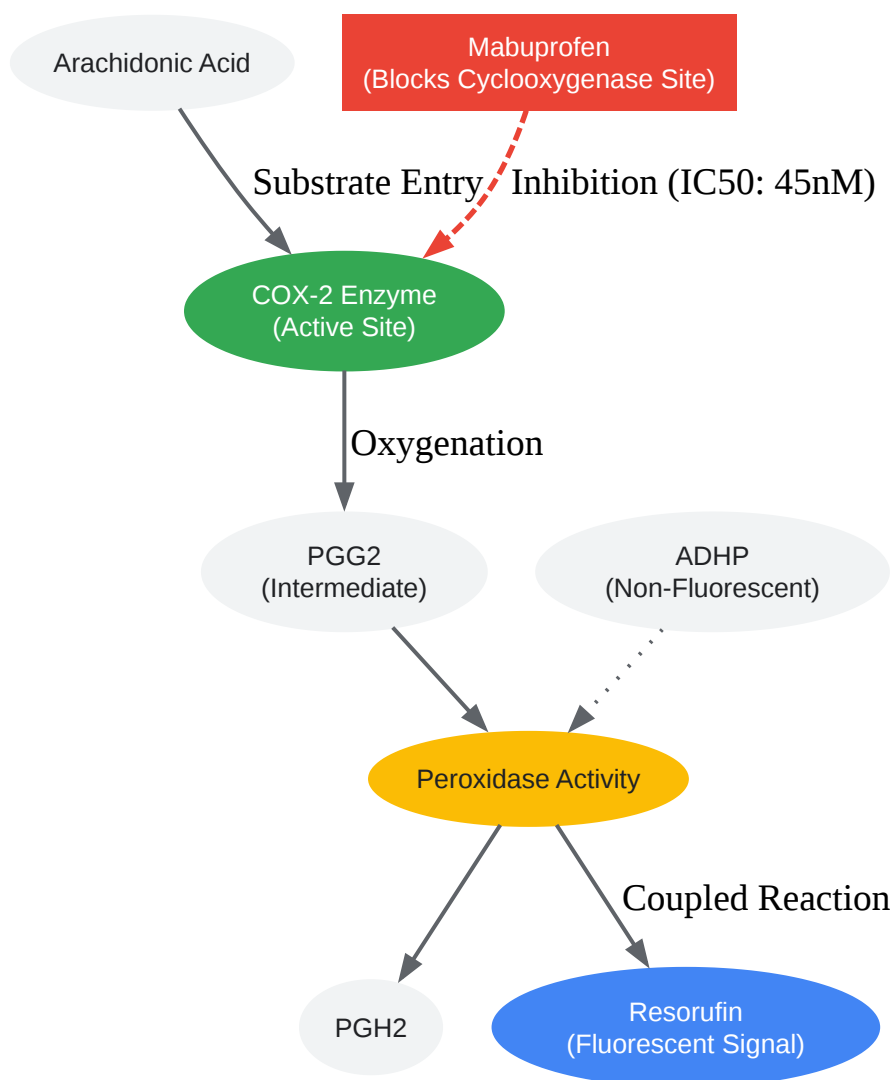 Arachidonic Acid
Mabuprofen
(Blocks Cyclooxygenase Site)
Substrate Entry
Inhibition (IC50: 45nM)
COX-2 Enzyme
(Active Site)
Oxygenation
PGG2
(Intermediate)
ADHP
(Non-Fluorescent)
Peroxidase Activity
Coupled Reaction
PGH2
Resorufin
(Fluorescent Signal)